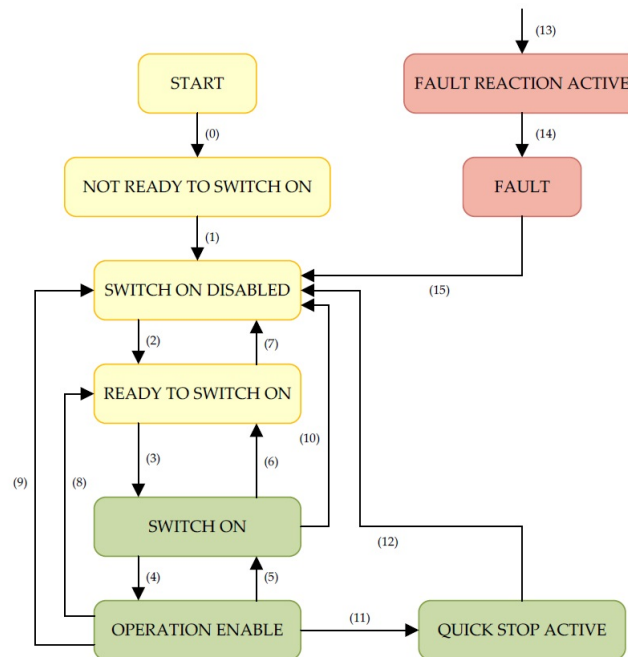 (13)
START
FAULT REACTION ACTIVE
(0)
(14)
NOT READY TO SWITCH ON
FAULT
(1)
SWITCH ON DISABLED
(15)
(2)
(7)
READY TO SWITCH ON
(3)
(6)
(10)
(9)
(8)
SWITCH ON
(12)
(4)
(5)
OPERATION ENABLE
(11)
QUICK STOP ACTIVE